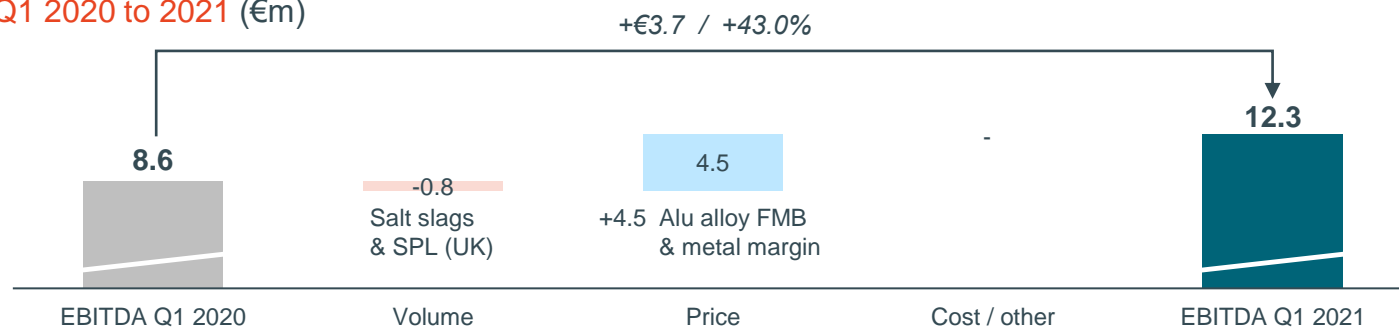 Q1 2020 to 2021 (€m)
+€3.7 / +43.0%
8.6
-0.8
Salt slags
& SPL (UK)
4.5
+4.5 Alu alloy FMB
& metal margin
-
12.3
EBITDA Q1 2020
Volume
Price
Cost / other
EBITDA Q1 2021